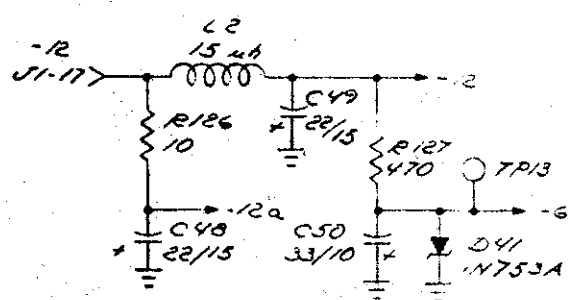 L2
-12
15 μh
J1-17
-12
C49
22/15
+
R126
10
R127
470
TP13
-12a
-6
C48
22/15
+
C50
33/10
+
D41
1N753A